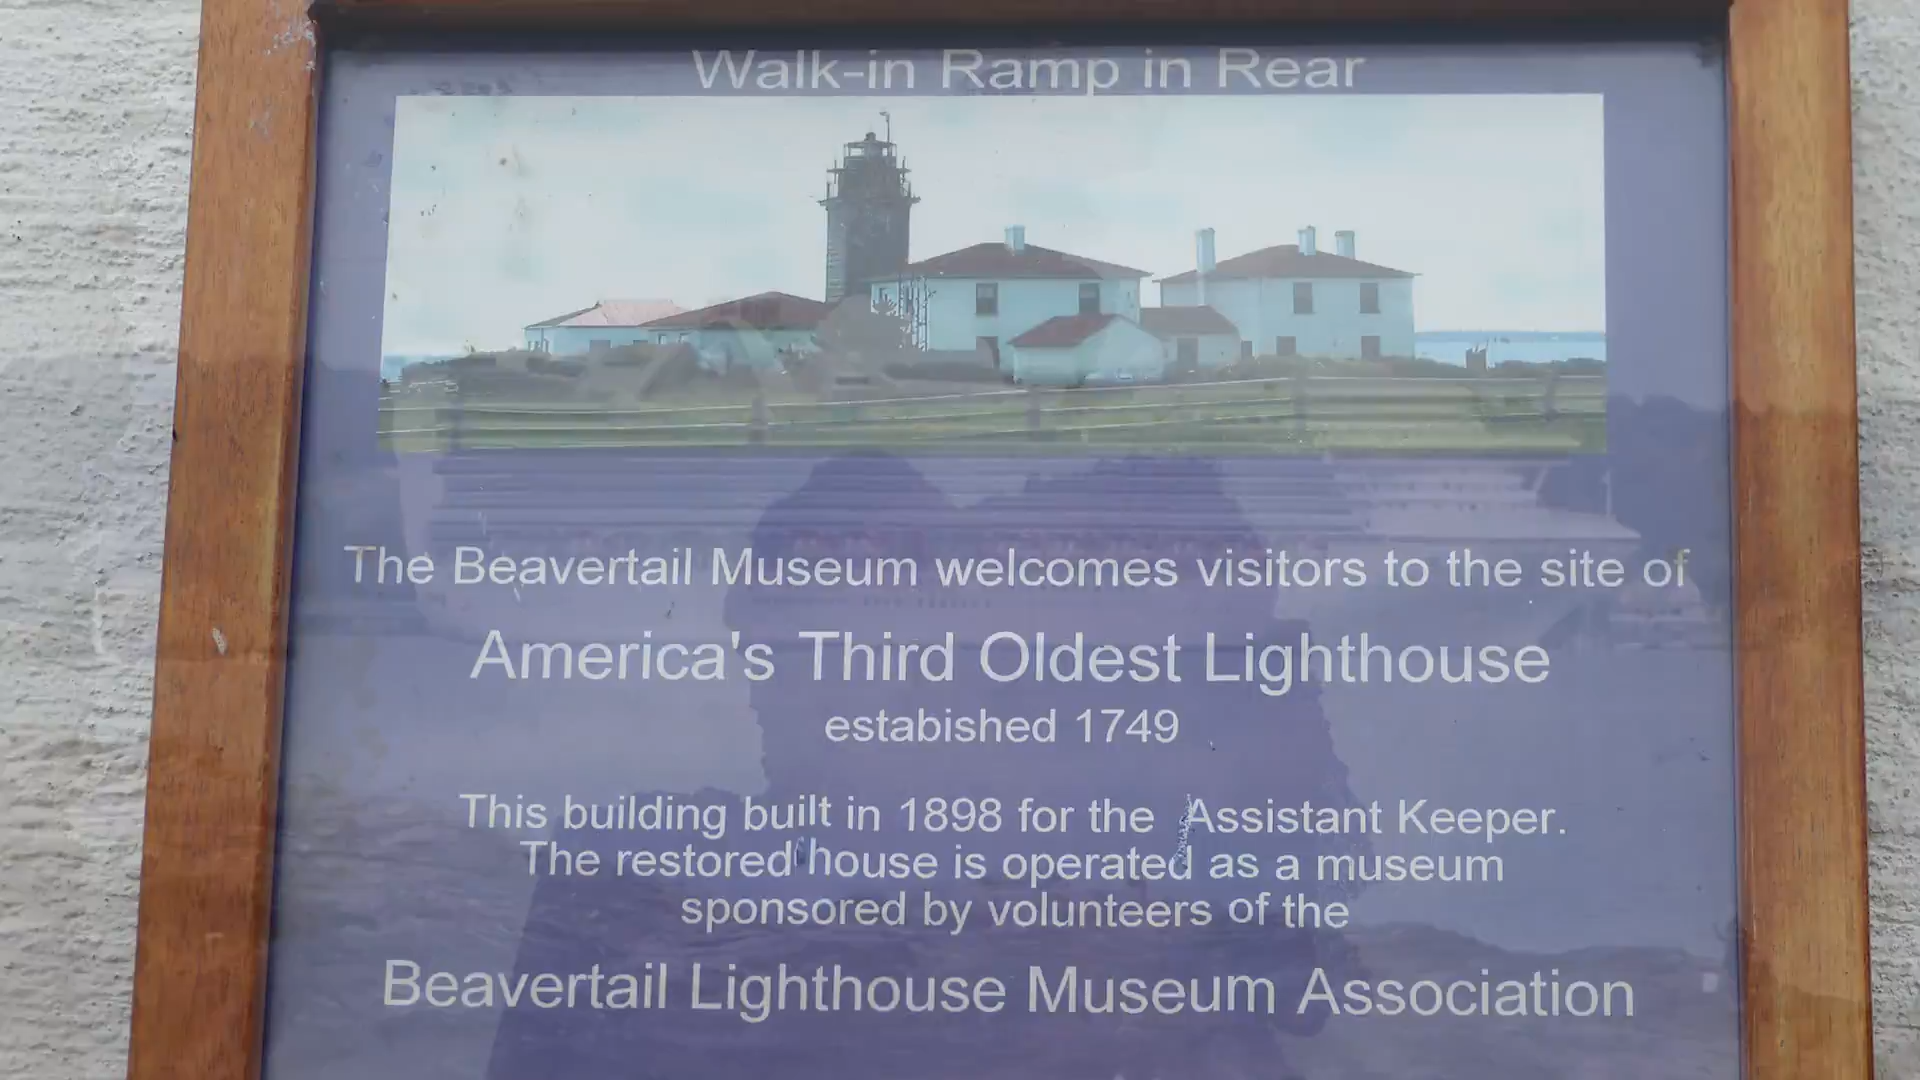 Walk-in Ramp in Rear
The Beavertail Museum welcomes visitors to the site of
America's Third Oldest Lighthouse
estabished 1749
This building built in 1898 for the Assistant Keeper.
The restored house is operated as a museum
sponsored by volunteers of the
Beavertail Lighthouse Museum Association